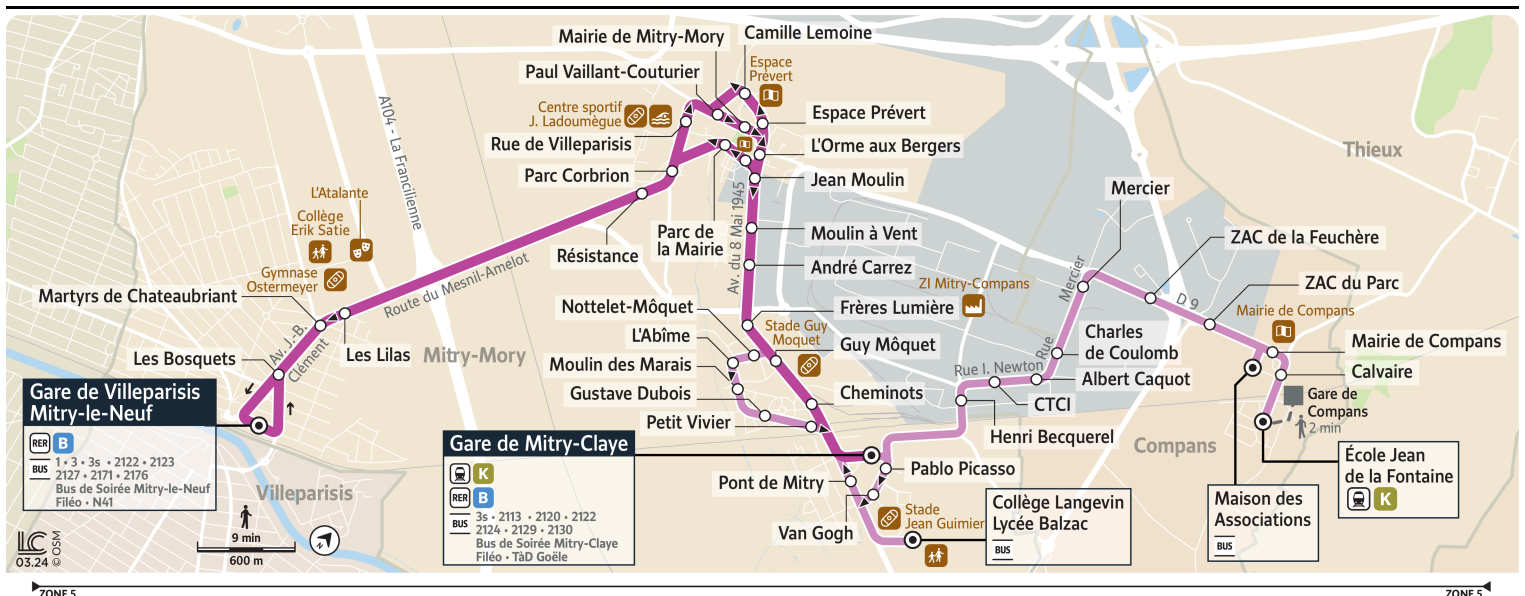 Mairie de Mitry-Mory
Camille Lemoine
Paul Vaillant-Couturier
Espace
Prévert
Centre sportif
J. Ladoumègue
Espace Prévert
Rue de Villeparisis
L'Orme aux Bergers
Parc Corbrion
Jean Moulin
A104 - La Francilienne
Thieux
Mercier
L'Atalante
Collège
Erik Satie
Gymnase
Ostermeyer
Parc de
la Mairie
Résistance
Av. du 8 Mai 1945
Moulin à Vent
André Carrez
ZAC de la Feuchère
ZAC du Parc
Martyrs de Chateaubriant
Route du Mesnil-Amelot
ZI Mitry-Compans
Rue Mercier
D 9
Nottelet-Môquet
Frères Lumière
Mairie de Compans
L'Abîme
Stade Guy
Moquet
Guy Môquet
Charles
de Coulomb
Mairie de Compans
Les Bosquets
Av. J.-B.
Clément
Les Lilas
Mitry-Mory
Moulin des Marais
Rue I. Newton
Albert Caquot
Calvaire
Gustave Dubois
Cheminots
CTCI
Gare de
Compans
2 min
Petit Vivier
Henri Becquerel
Compans
Gare de Villeparisis
Mitry-le-Neuf
RER B
BUS
1 • 3 • 3s • 2122 • 2123
2127 • 2171 • 2176
Bus de Soirée Mitry-le-Neuf
Filéo • N41
Villeparisis
Gare de Mitry-Claye
K
RER B
BUS
3s • 2113 • 2120 • 2122
2124 • 2129 • 2130
Bus de Soirée Mitry-Claye
Filéo • TàD Goële
Pablo Picasso
Pont de Mitry
Van Gogh
Stade
Jean Guimier
Collège Langevin
Lycée Balzac
BUS
Maison des
Associations
BUS
École Jean
de la Fontaine
K
9 min
600 m
LC
03.24
© OSM
ZONE 5
ZONE 5